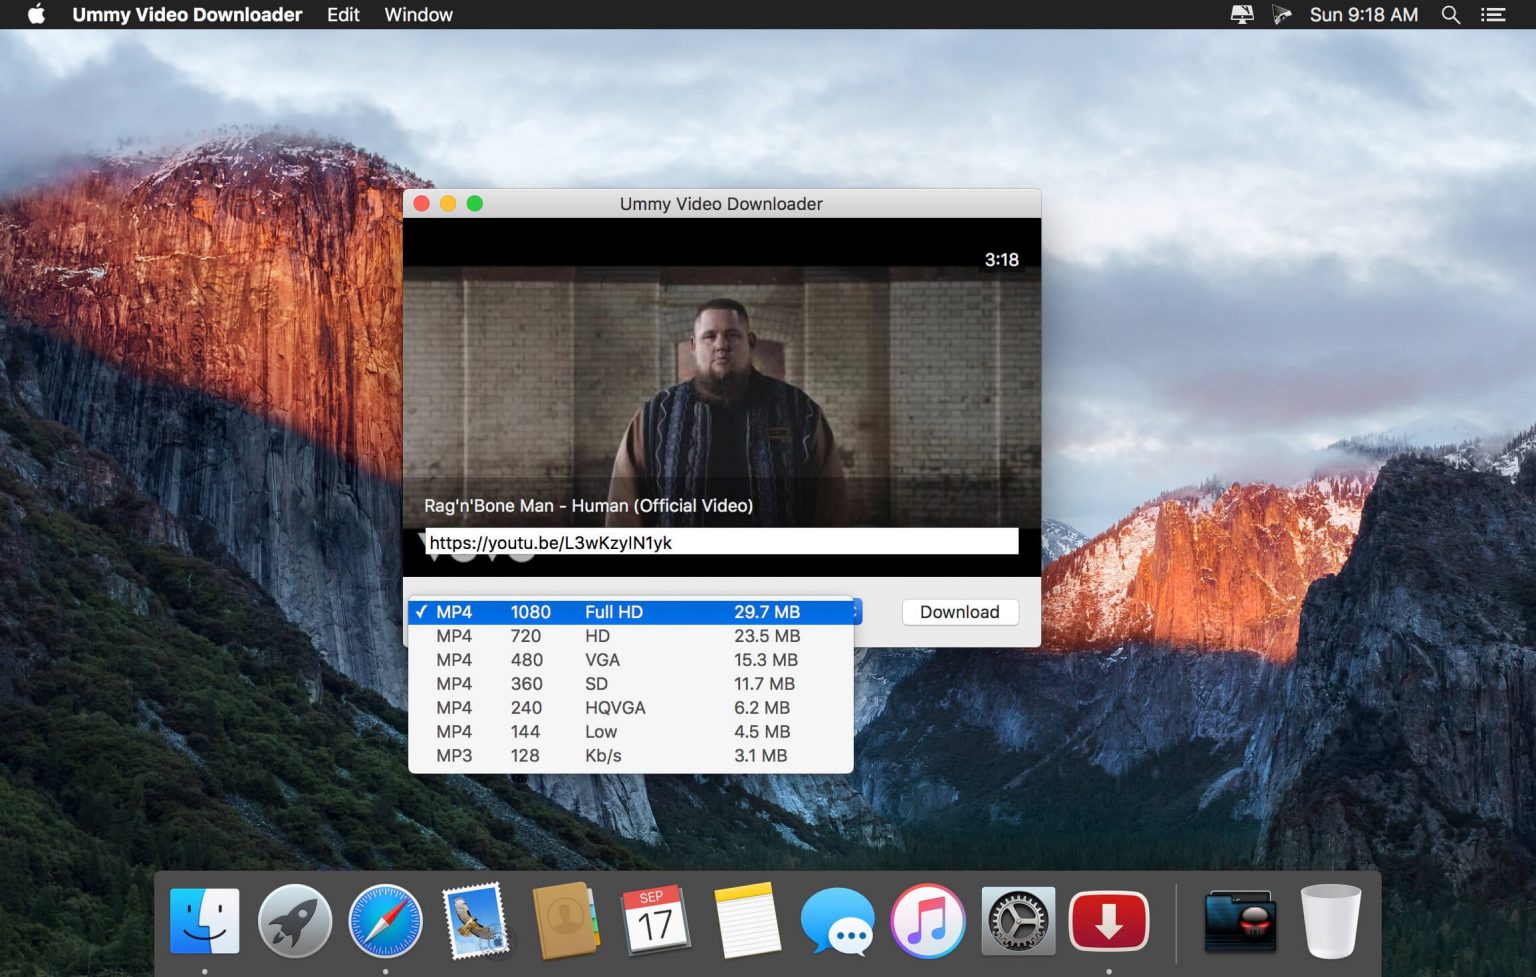 Ummy Video Downloader Edit Window Sun 9:18 AM
Ummy Video Downloader
3:18
Rag'n'Bone Man - Human (Official Video)
https://youtu.be/L3wKzyIN1yk
✓ MP4 1080 Full HD 29.7 MB
Download
MP4 720 HD 23.5 MB
MP4 480 VGA 15.3 MB
MP4 360 SD 11.7 MB
MP4 240 HQVGA 6.2 MB
MP4 144 Low 4.5 MB
MP3 128 Kb/s 3.1 MB
SEP
17